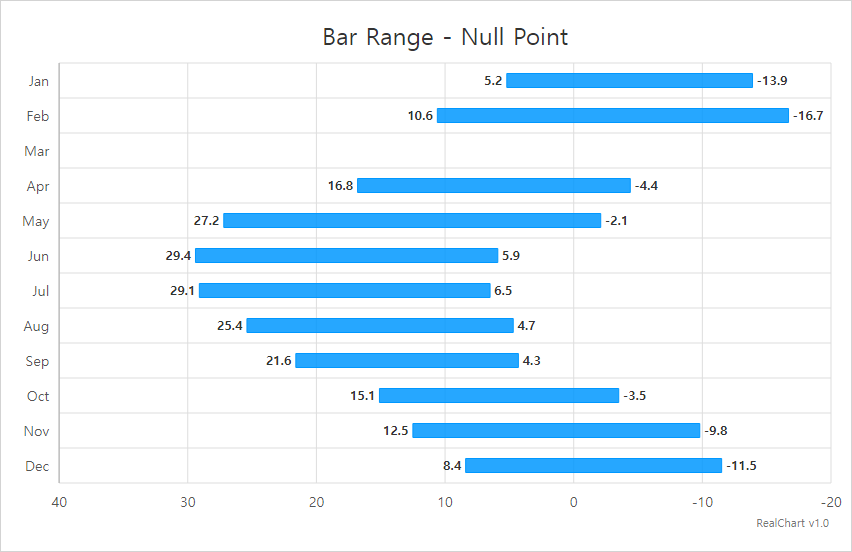 Bar Range - Null Point
Jan 5.2 -13.9
Feb 10.6 -16.7
Mar
Apr 16.8 -4.4
May 27.2 -2.1
Jun 29.4 5.9
Jul 29.1 6.5
Aug 25.4 4.7
Sep 21.6 4.3
Oct 15.1 -3.5
Nov 12.5 -9.8
Dec 8.4 -11.5
40 30 20 10 0 -10 -20
RealChart v1.0